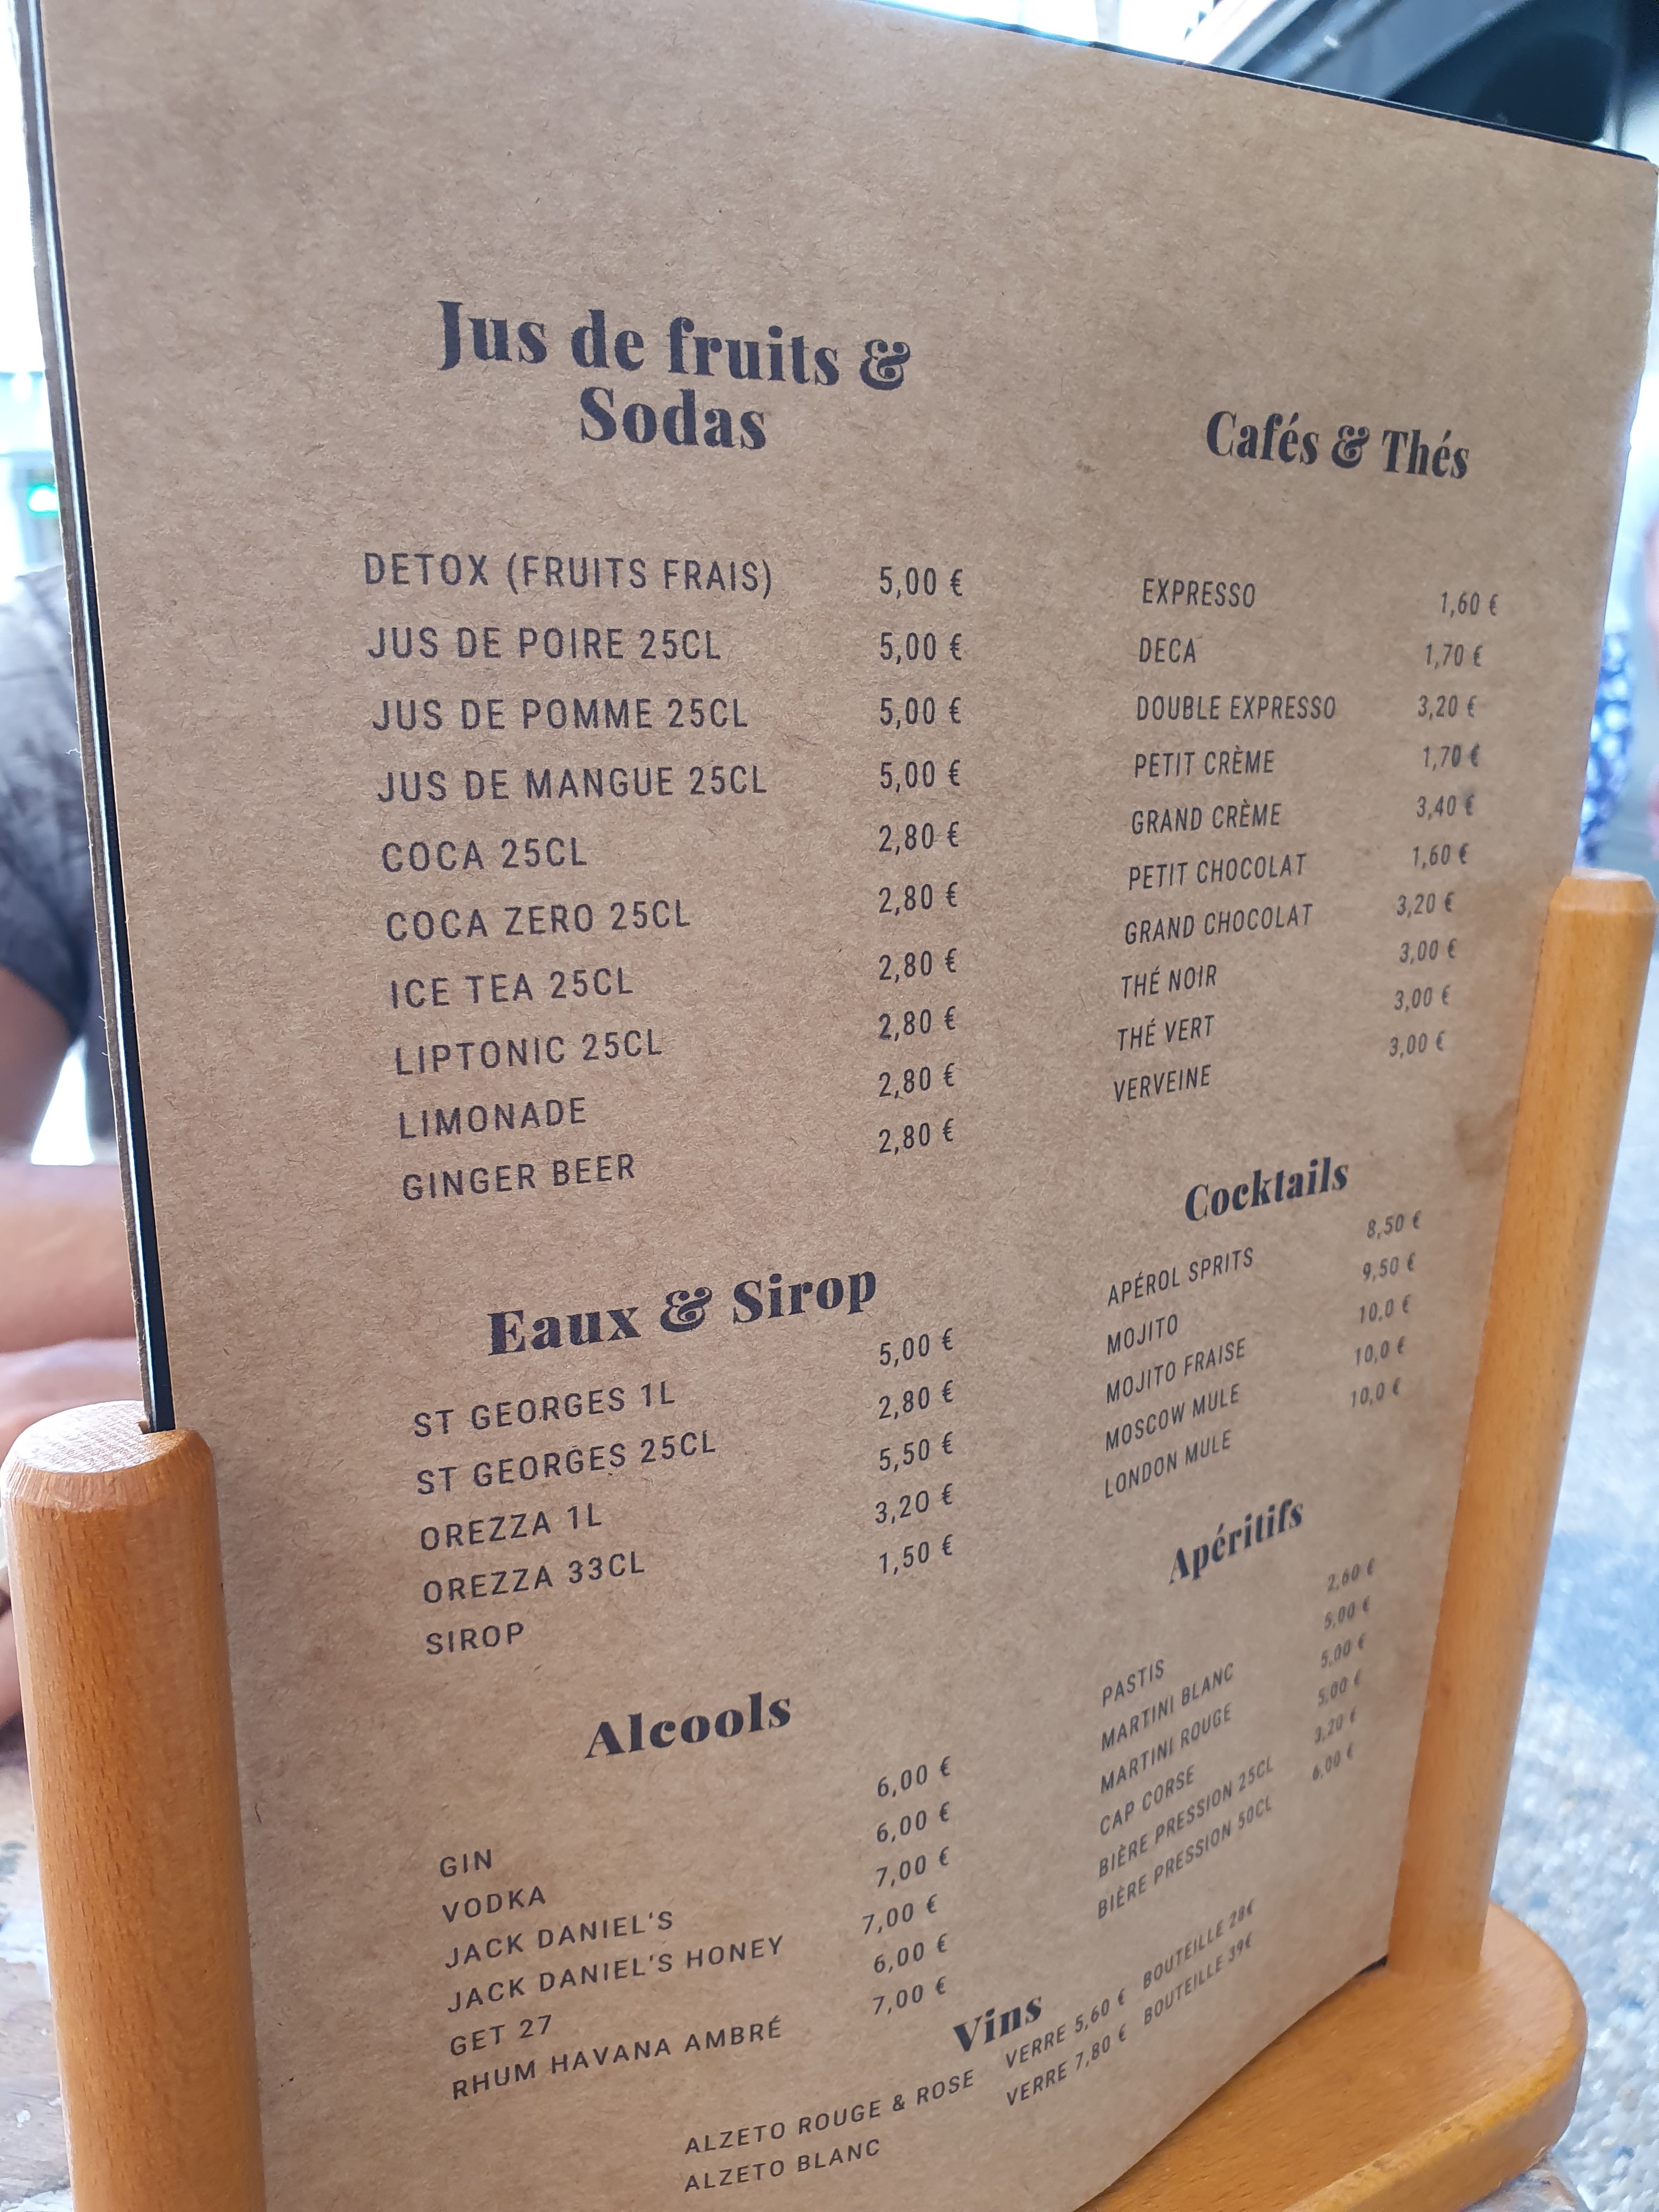 Jus de fruits &
Sodas
DETOX (FRUITS FRAIS) 5,00 €
JUS DE POIRE 25CL 5,00 €
JUS DE POMME 25CL 5,00 €
JUS DE MANGUE 25CL 5,00 €
COCA 25CL 2,80 €
COCA ZERO 25CL 2,80 €
ICE TEA 25CL 2,80 €
LIPTONIC 25CL 2,80 €
LIMONADE 2,80 €
GINGER BEER 2,80 €
Eaux & Sirop
ST GEORGES 1L 5,00 €
ST GEORGES 25CL 2,80 €
OREZZA 1L 5,50 €
OREZZA 33CL 3,20 €
SIROP 1,50 €
Alcools
GIN 6,00 €
VODKA 6,00 €
JACK DANIEL'S 7,00 €
JACK DANIEL'S HONEY 7,00 €
GET 27 6,00 €
RHUM HAVANA AMBRÉ 7,00 €
Cafés & Thés
EXPRESSO 1,60 €
DECA 1,70 €
DOUBLE EXPRESSO 3,20 €
PETIT CRÈME 1,70 €
GRAND CRÈME 3,40 €
PETIT CHOCOLAT 1,60 €
GRAND CHOCOLAT 3,20 €
THÉ NOIR 3,00 €
THÉ VERT 3,00 €
VERVEINE 3,00 €
Cocktails
APÉROL SPRITS 8,50 €
MOJITO 9,50 €
MOJITO FRAISE 10,0 €
MOSCOW MULE 10,0 €
LONDON MULE 10,0 €
Apéritifs
PASTIS 2,60 €
MARTINI BLANC 5,00 €
MARTINI ROUGE 5,00 €
CAP CORSE 5,00 €
BIÈRE PRESSION 25CL 3,20 €
BIÈRE PRESSION 50CL 6,00 €
Vins
ALZETO ROUGE & ROSE VERRE 5,60 € BOUTEILLE 28€
ALZETO BLANC VERRE 7,80 € BOUTEILLE 39€